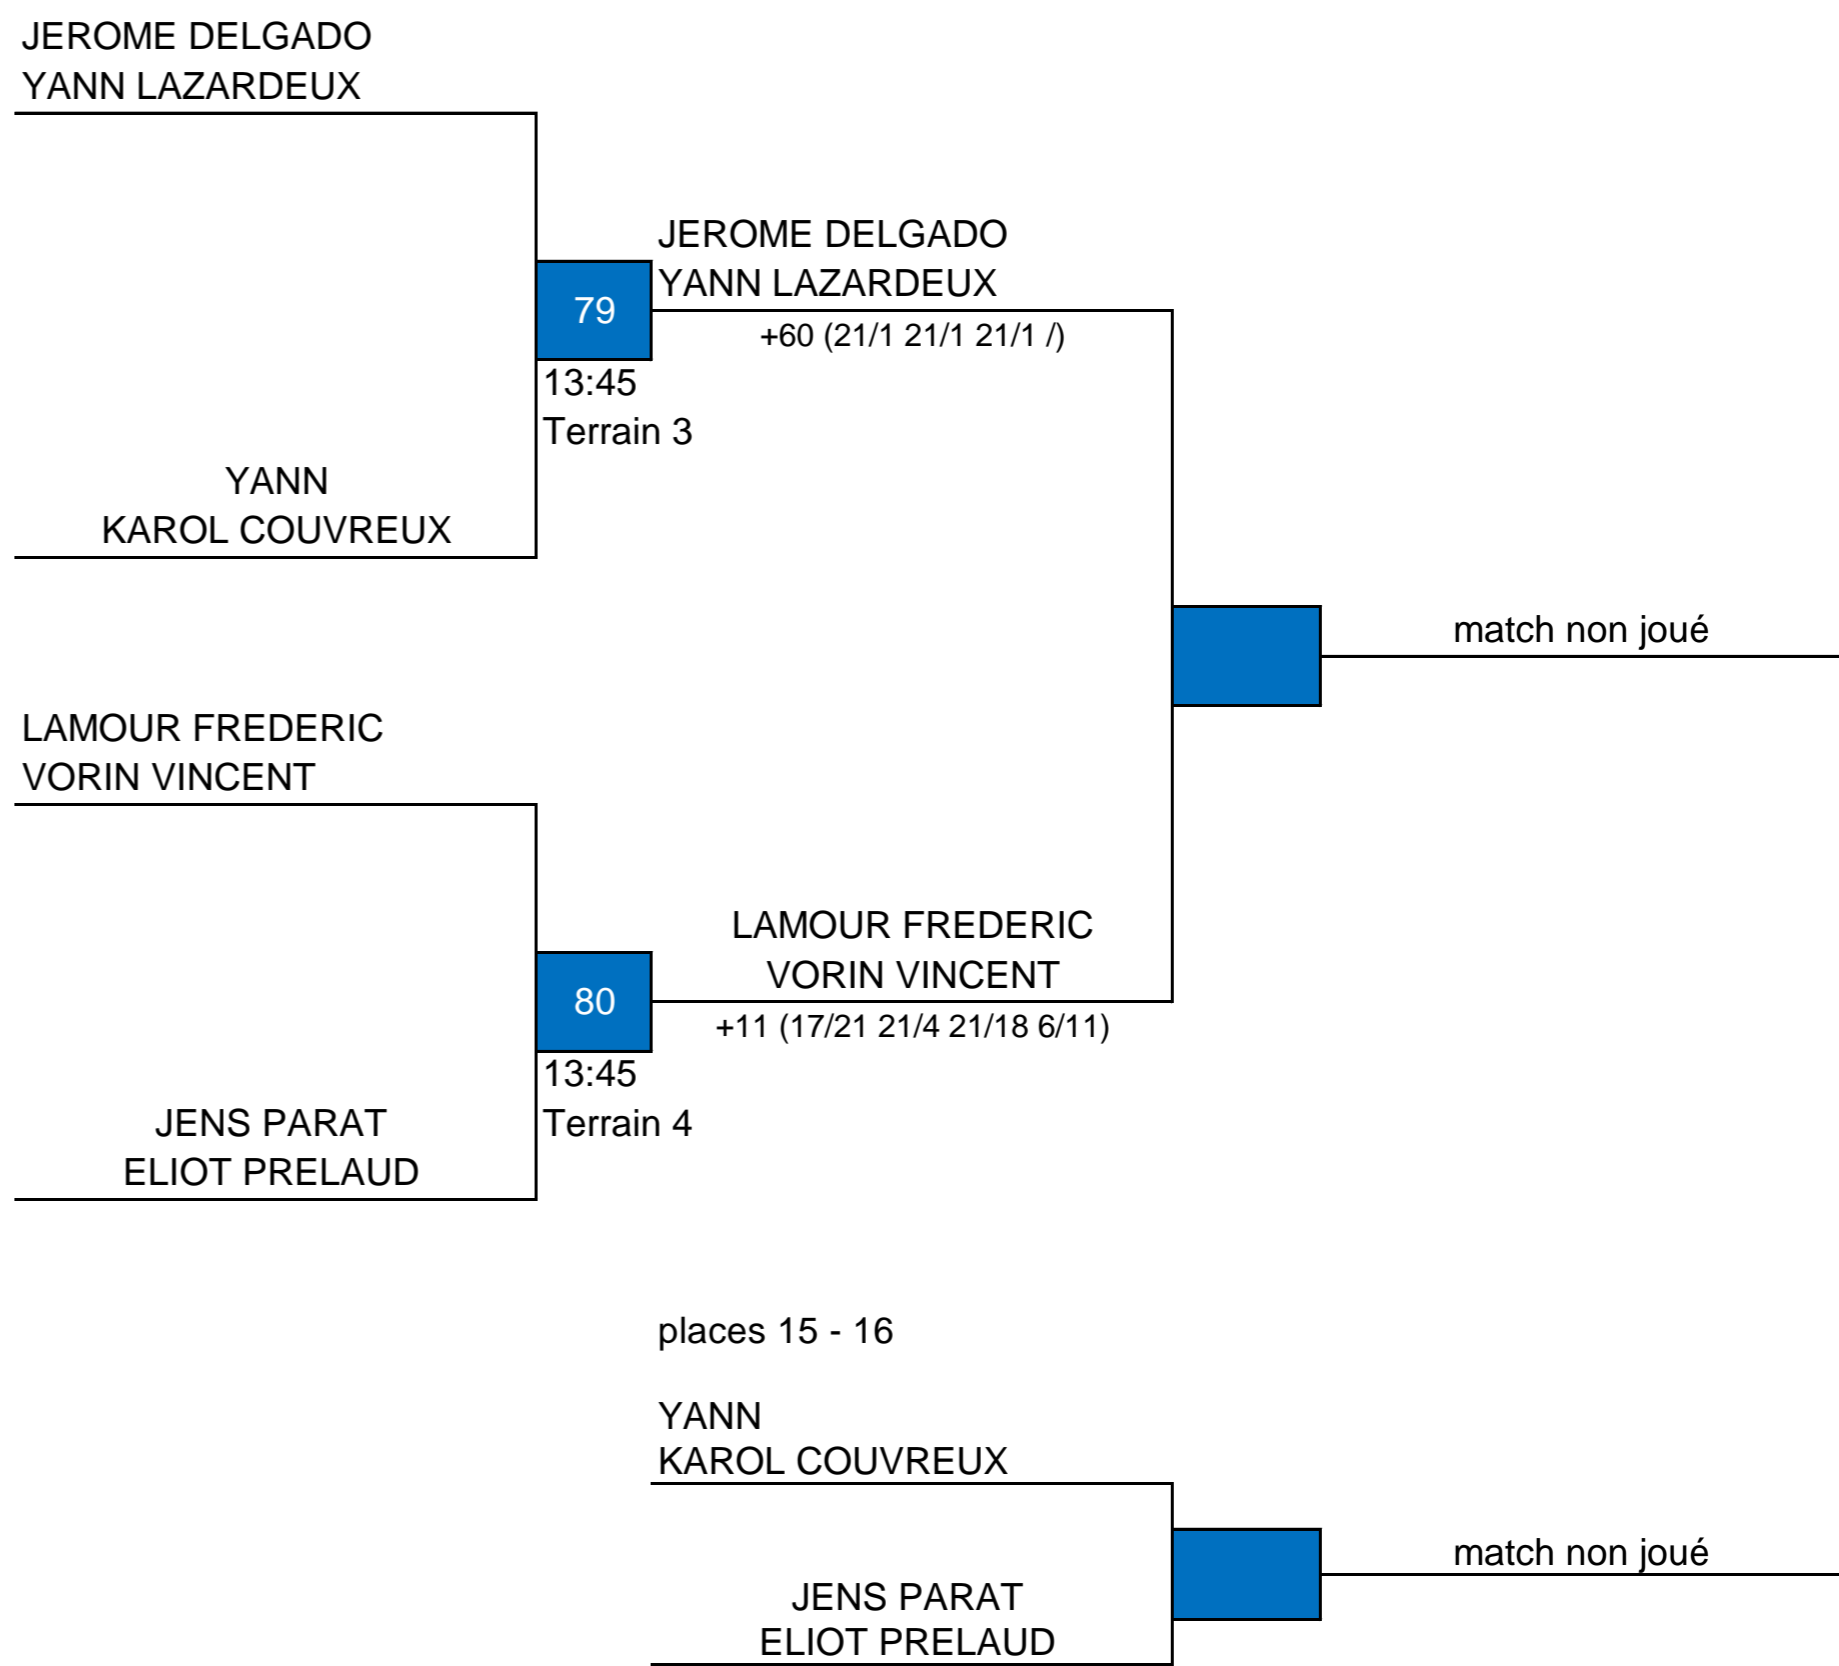 JEROME DELGADO
YANN LAZARDEUX
JEROME DELGADO
YANN LAZARDEUX
79
+60 (21/1 21/1 21/1 /)
13:45
Terrain 3
YANN
KAROL COUVREUX
match non joué
LAMOUR FREDERIC
VORIN VINCENT
LAMOUR FREDERIC
VORIN VINCENT
80
+11 (17/21 21/4 21/18 6/11)
13:45
Terrain 4
JENS PARAT
ELIOT PRELAUD
places 15 - 16
YANN
KAROL COUVREUX
match non joué
JENS PARAT
ELIOT PRELAUD